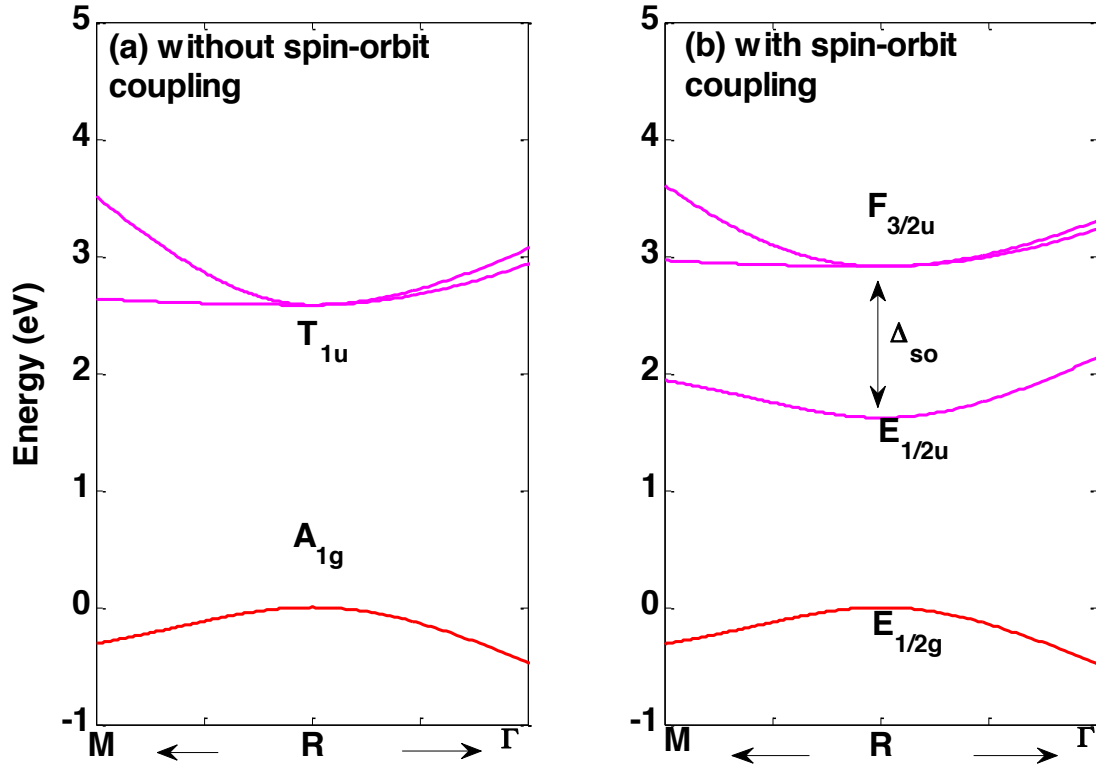 (a) without spin-orbit
coupling
5
4
3
2
1
0
-1
Energy (eV)
T1u
A1g
M
R
Γ
(b) with spin-orbit
coupling
5
4
3
2
1
0
-1
F3/2u
Δso
E1/2u
E1/2g
M
R
Γ